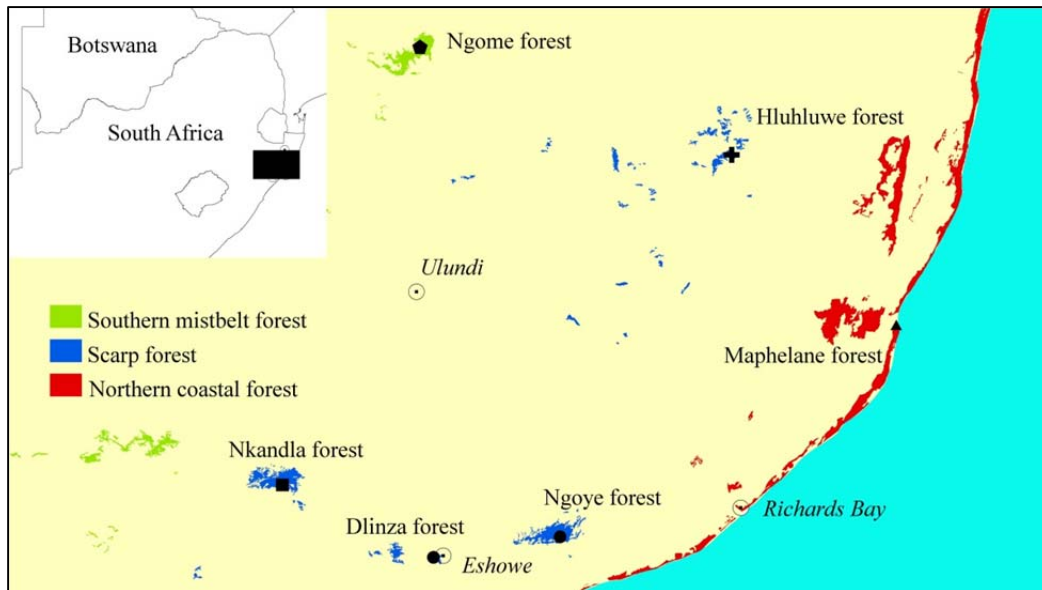 Botswana
South Africa
Ngome forest
Hluhluwe forest
Ulundi
Southern mistbelt forest
Scarp forest
Northern coastal forest
Maphelane forest
Nkandla forest
Ngoye forest
Richards Bay
Dlinza forest
Eshowe